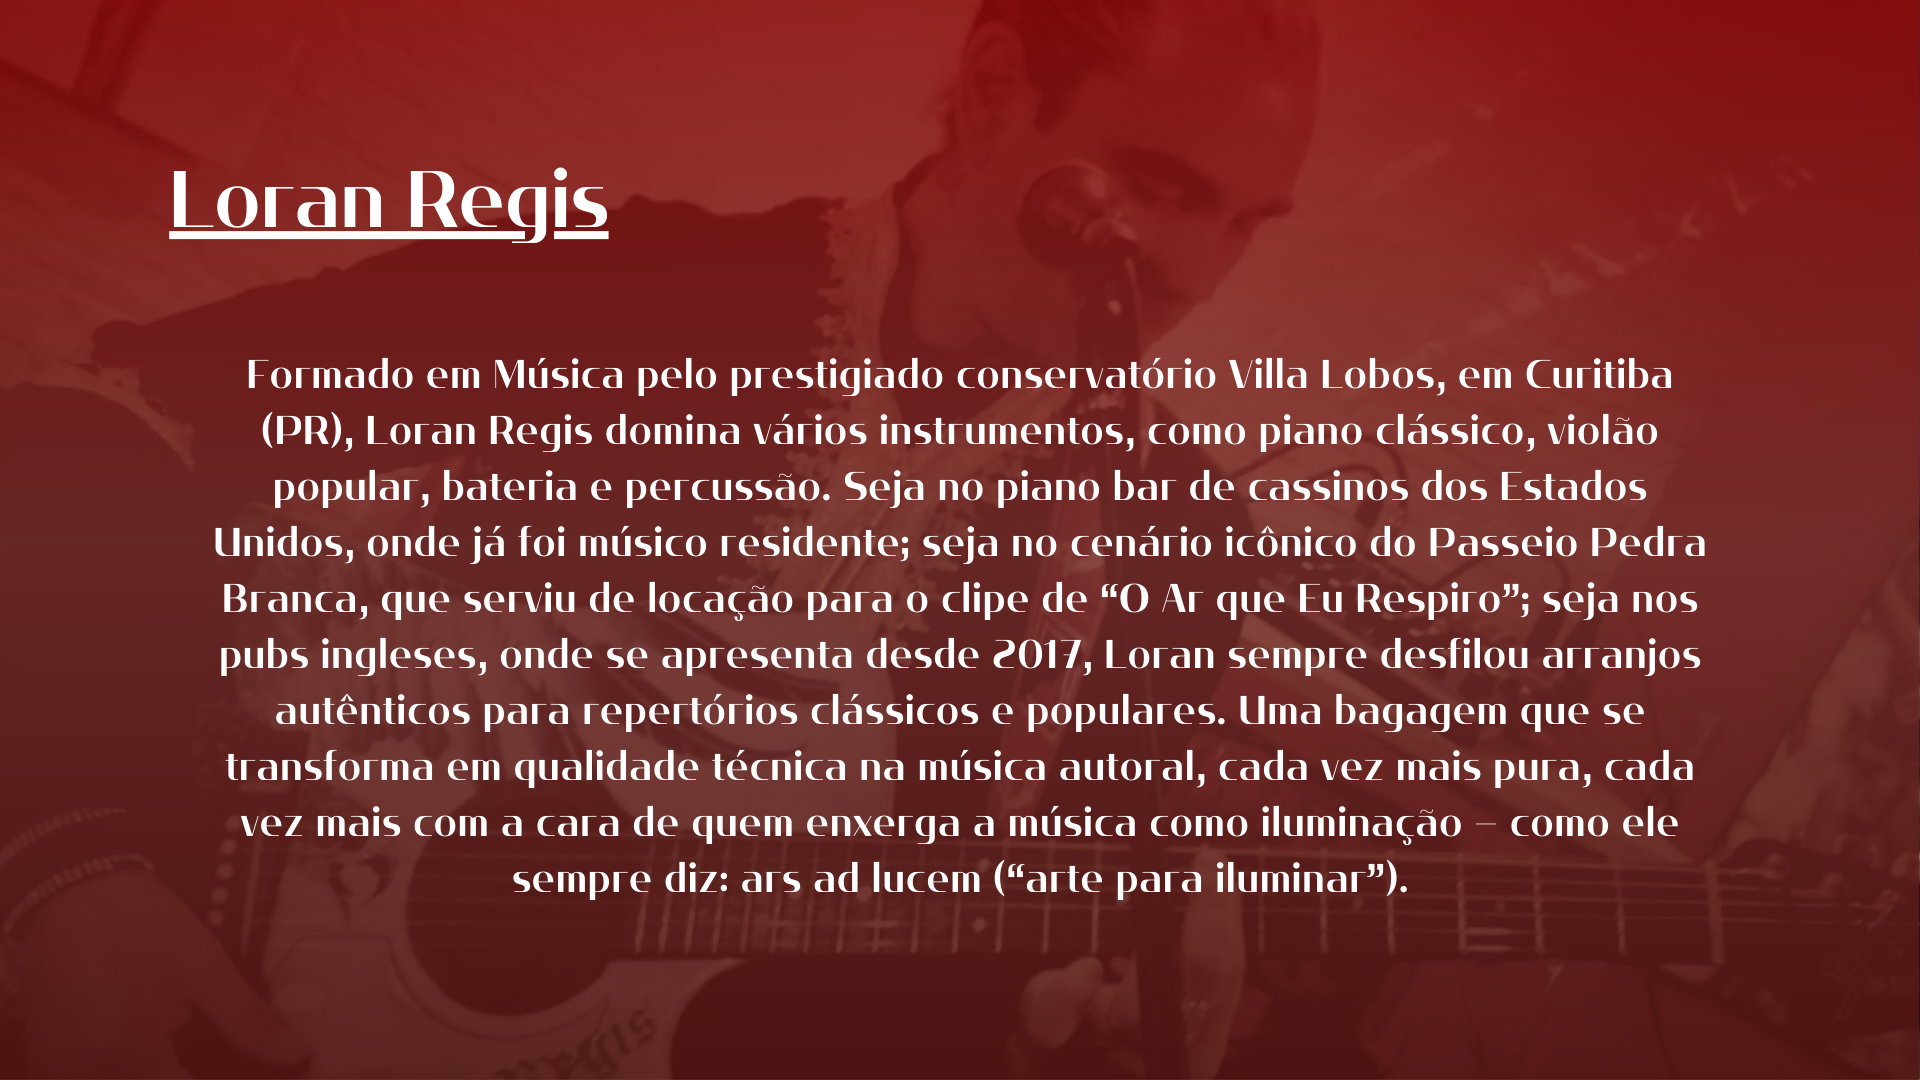 Loran Regis
Formado em Música pelo prestigiado conservatório Villa Lobos, em Curitiba
(PR), Loran Regis domina vários instrumentos, como piano clássico, violão
popular, bateria e percussão. Seja no piano bar de cassinos dos Estados
Unidos, onde já foi músico residente; seja no cenário icônico do Passeio Pedra
Branca, que serviu de locação para o clipe de “O Ar que Eu Respiro”; seja nos
pubs ingleses, onde se apresenta desde 2017, Loran sempre desfilou arranjos
autênticos para repertórios clássicos e populares. Uma bagagem que se
transforma em qualidade técnica na música autoral, cada vez mais pura, cada
vez mais com a cara de quem enxerga a música como iluminação – como ele
sempre diz: ars ad lucem (“arte para iluminar”).
Regis